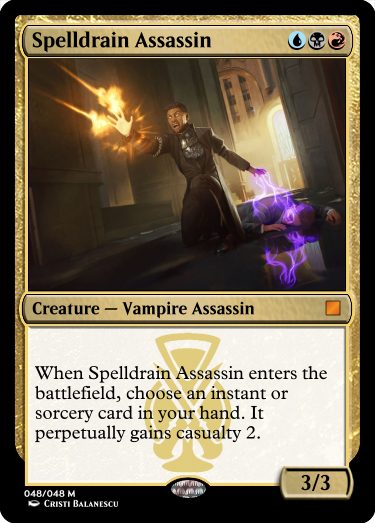 Spelldrain Assassin
Creature — Vampire Assassin
When Spelldrain Assassin enters the
battlefield, choose an instant or
sorcery card in your hand. It
perpetually gains casualty 2.
048/048 M
Cristi Balanescu
3/3